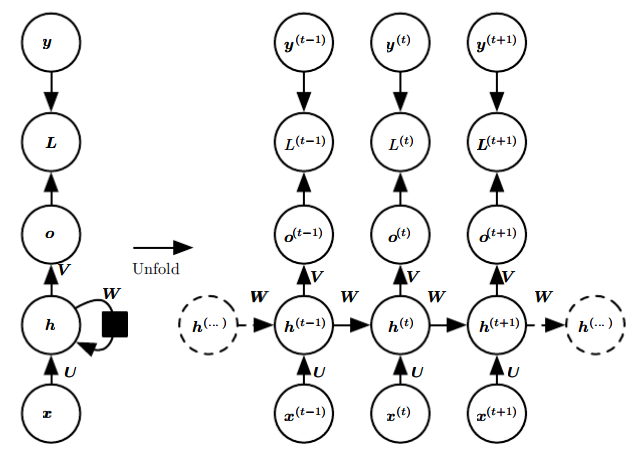 y y^(t−1) y^(t) y^(t+1)
L L^(t−1) L^(t) L^(t+1)
o o^(t−1) o^(t) o^(t+1)
Unfold
V V V V
W W W W W
h h^(...) h^(t−1) h^(t) h^(t+1) h^(...)
U U U U
x x^(t−1) x^(t) x^(t+1)